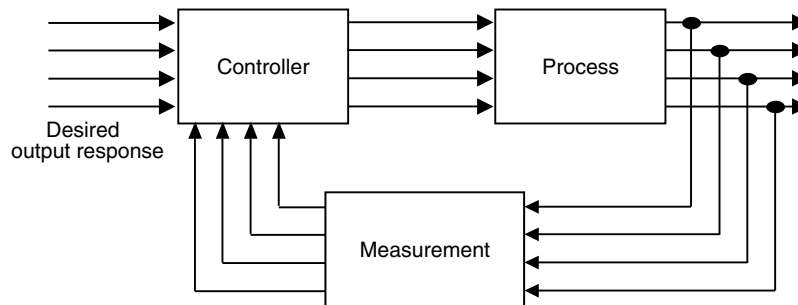 Controller
Process
Desired
output response
Measurement